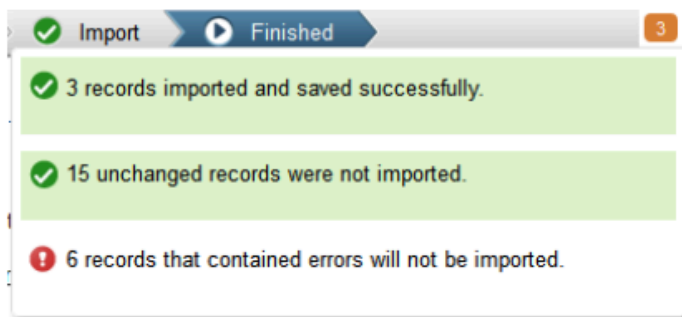 Import
Finished
3
3 records imported and saved successfully.
15 unchanged records were not imported.
6 records that contained errors will not be imported.